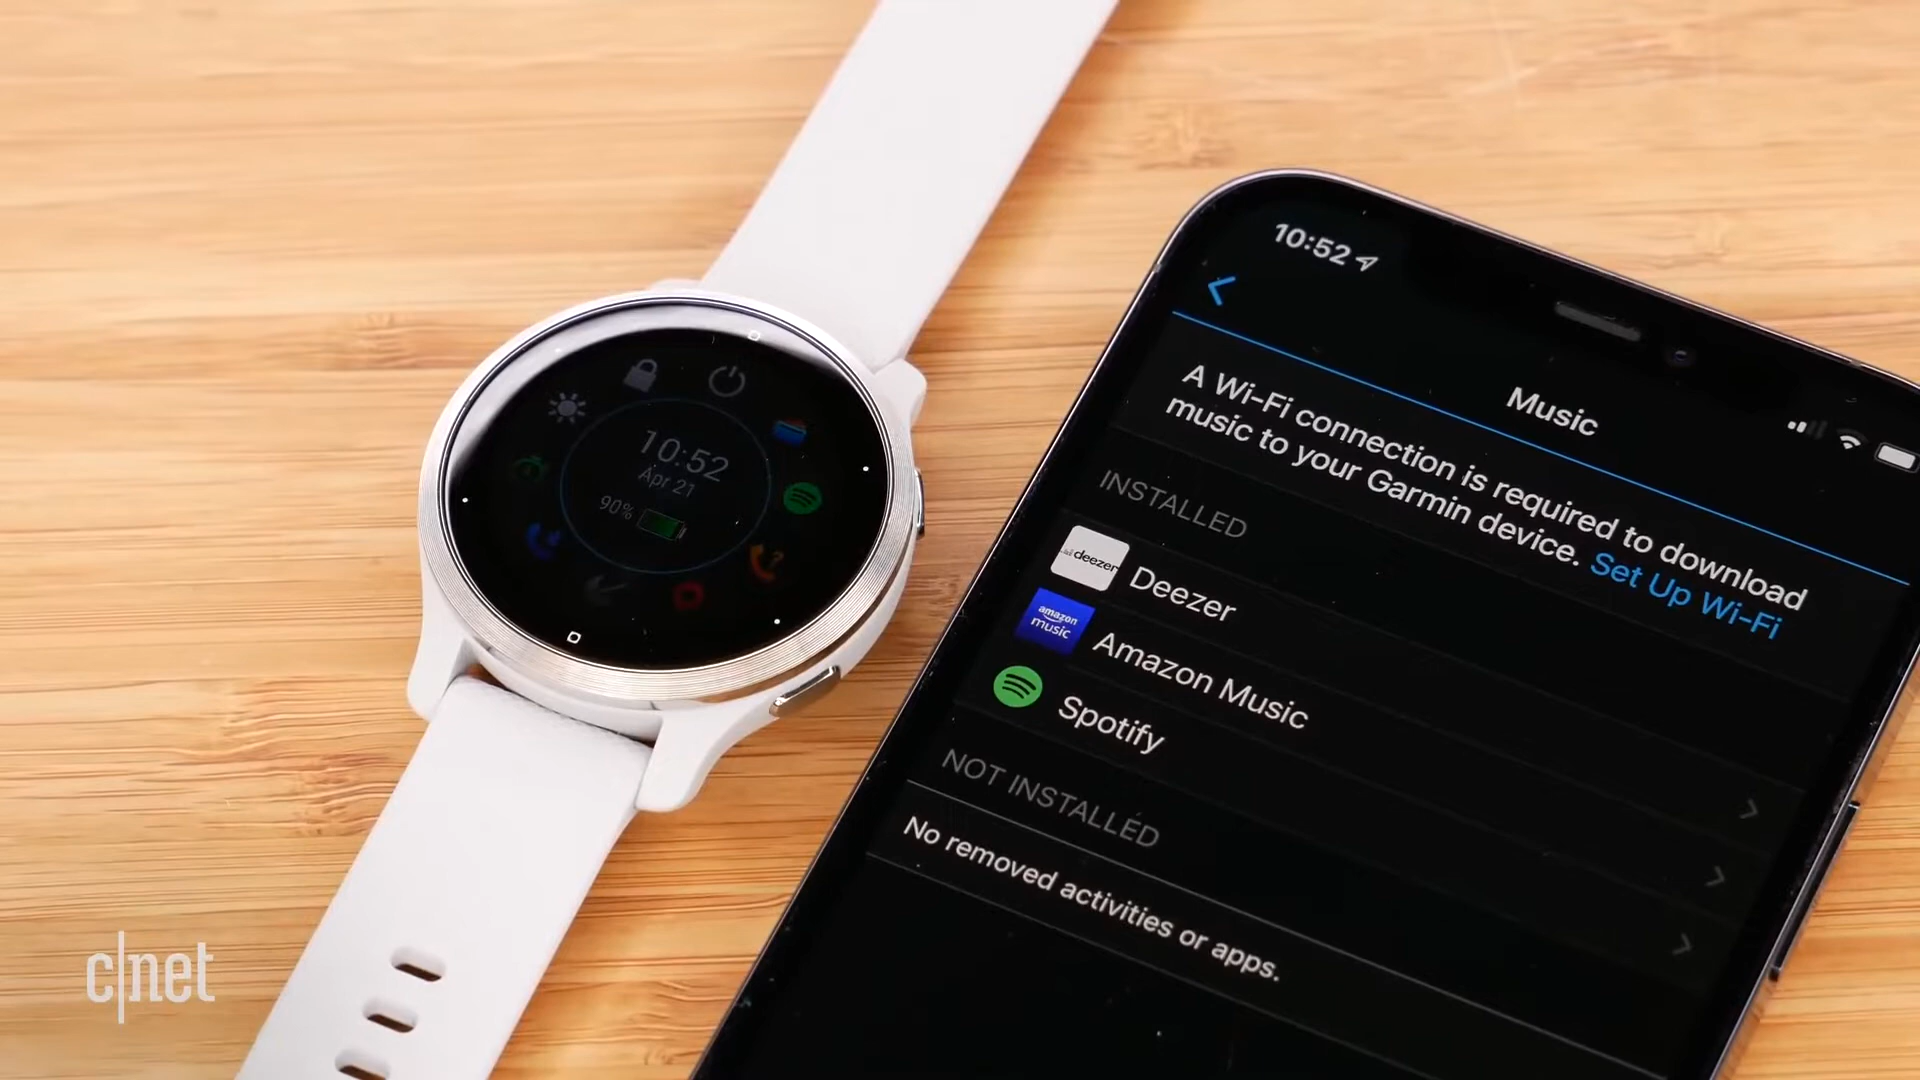 10:52
Apr 21
90%
10:52
Music
A Wi-Fi connection is required to download
music to your Garmin device. Set Up Wi-Fi
INSTALLED
deezer
Deezer
amazon
music
Amazon Music
Spotify
NOT INSTALLED
No removed activities or apps.
c|net